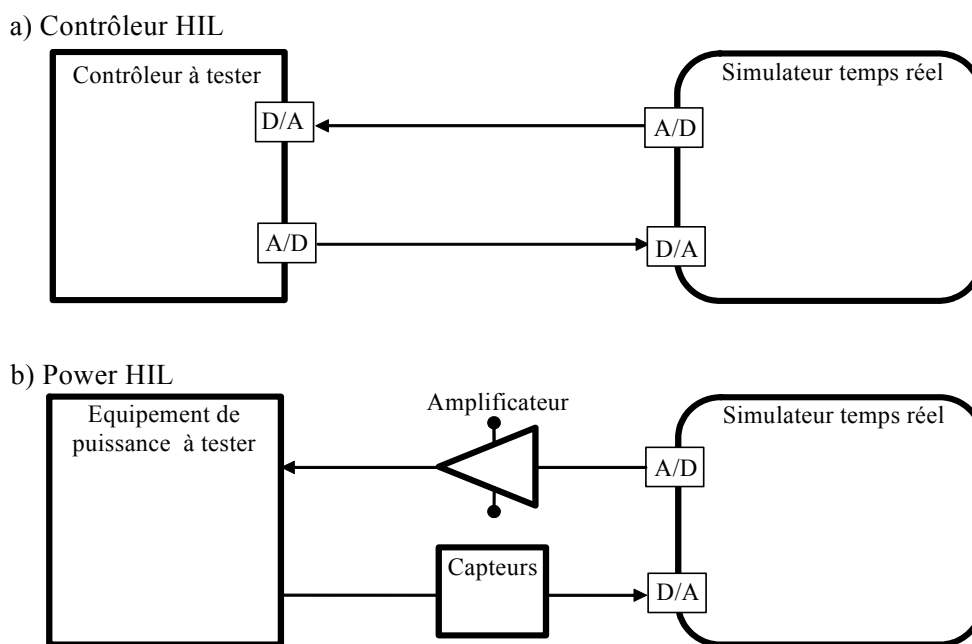 a) Contrôleur HIL
Contrôleur à tester
Simulateur temps réel
D/A
A/D
A/D
D/A
b) Power HIL
Equipement de
puissance à tester
Amplificateur
Simulateur temps réel
A/D
Capteurs
D/A